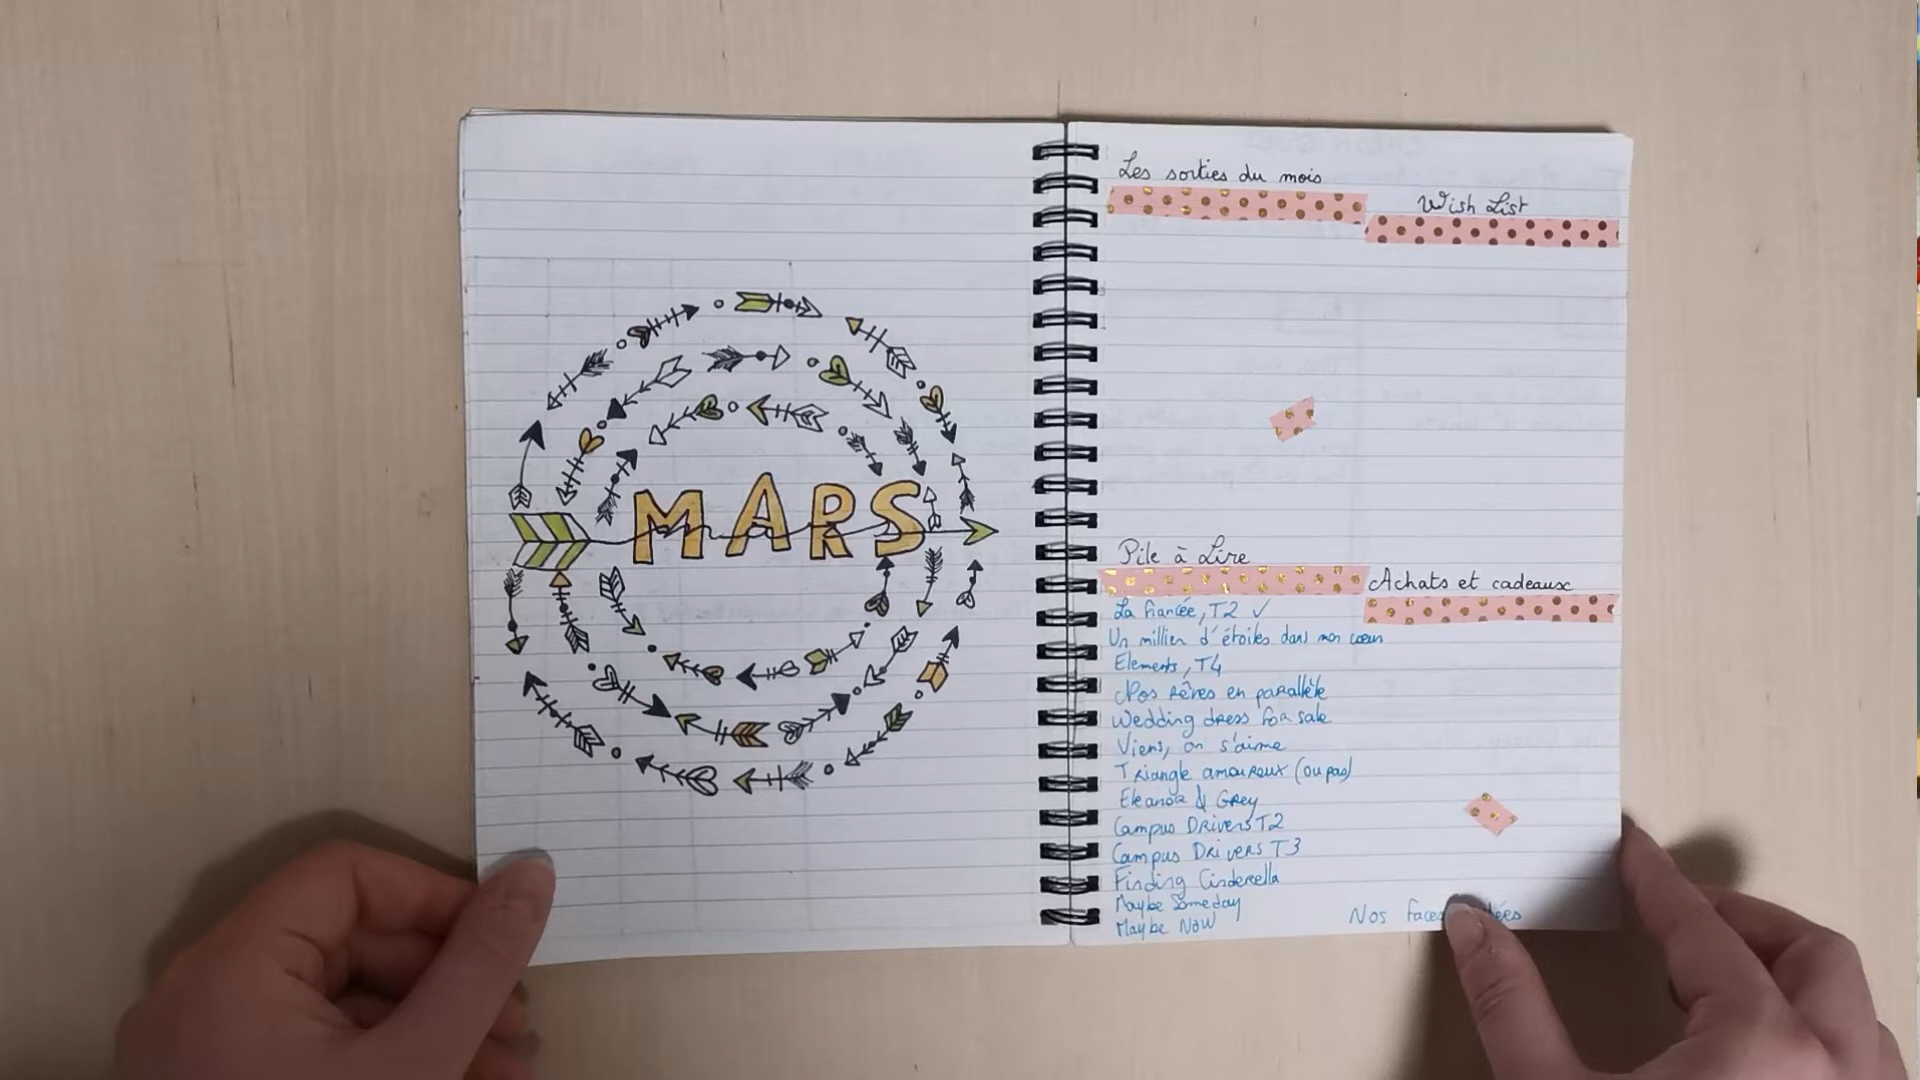 MARS
Les sorties du mois
Wish List
Pile à Lire
Achats et cadeaux
La fiancée, T2 ✓
Un millier d'étoiles dans mon cœur
Elements, T4
Nos rêves en parallèle
Wedding dress for sale
Viens, on s'aime
Triangle amoureux (ou pas)
Eleanor & Grey
Campus Drivers T2
Campus DRivers T3
Finding Cinderella
Maybe Someday
Maybe Now
Nos faces